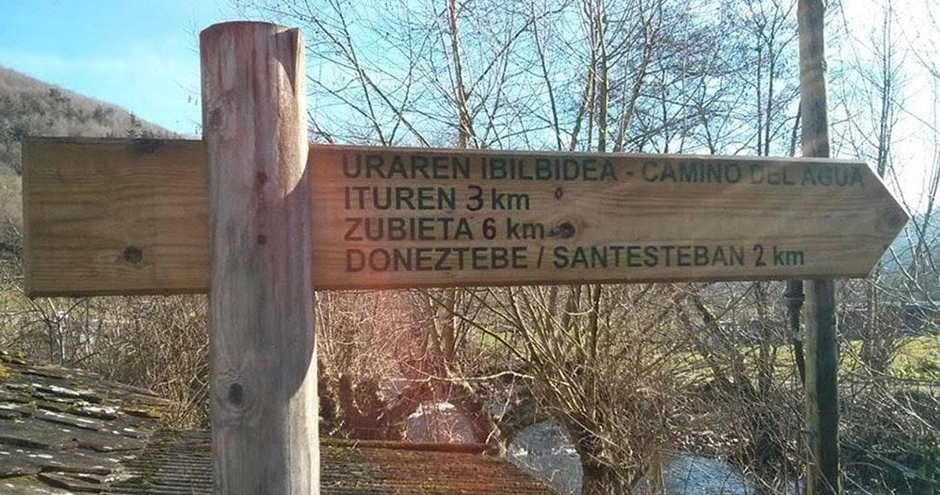 URAREN IBILBIDEA - CAMINO DEL AGUA
ITUREN 3 km
ZUBIETA 6 km
DONEZTEBE / SANTESTEBAN 2 km